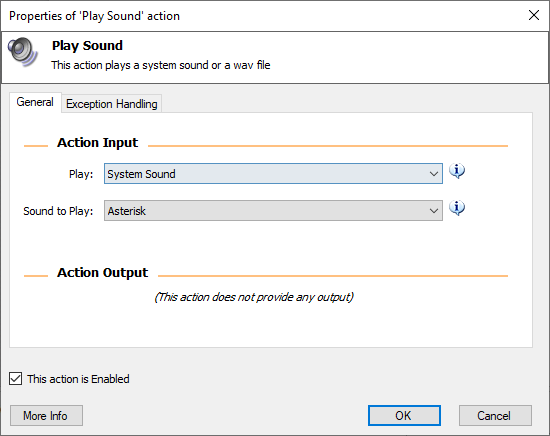 Properties of 'Play Sound' action
Play Sound
This action plays a system sound or a wav file
General
Exception Handling
Action Input
Play:
System Sound
Sound to Play:
Asterisk
Action Output
(This action does not provide any output)
This action is Enabled
More Info
OK
Cancel